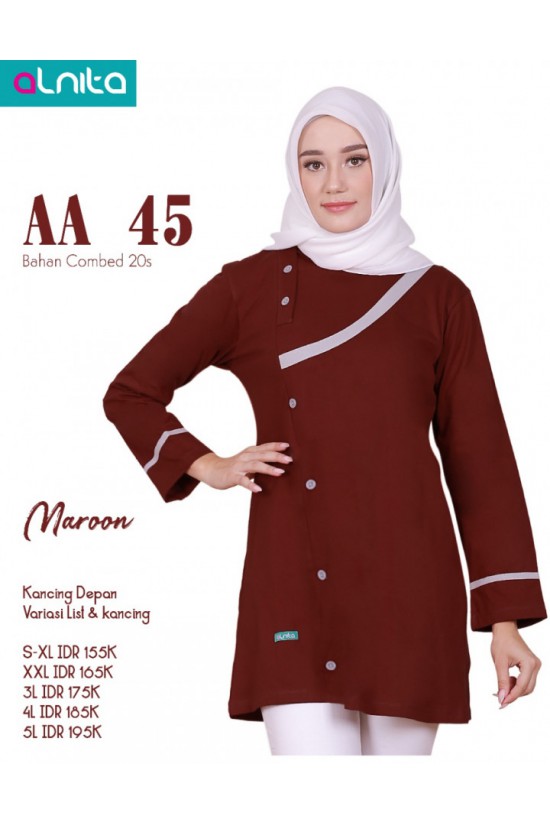 alnita
AA 45
Bahan Combed 20s
Maroon
Kancing Depan
Variasi List & kancing
S-XL IDR 155K
XXL IDR 165K
3L IDR 175K
4L IDR 185K
5L IDR 195K
alnita